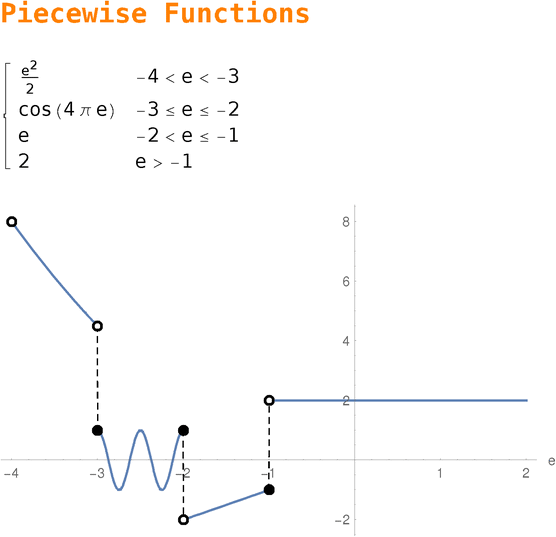 Piecewise Functions
e²/2 −4 < e < −3
cos(4 π e) −3 ≤ e ≤ −2
e −2 < e ≤ −1
2 e > −1
8
6
4
2
−4 −3 −2 −1 1 2 e
−2